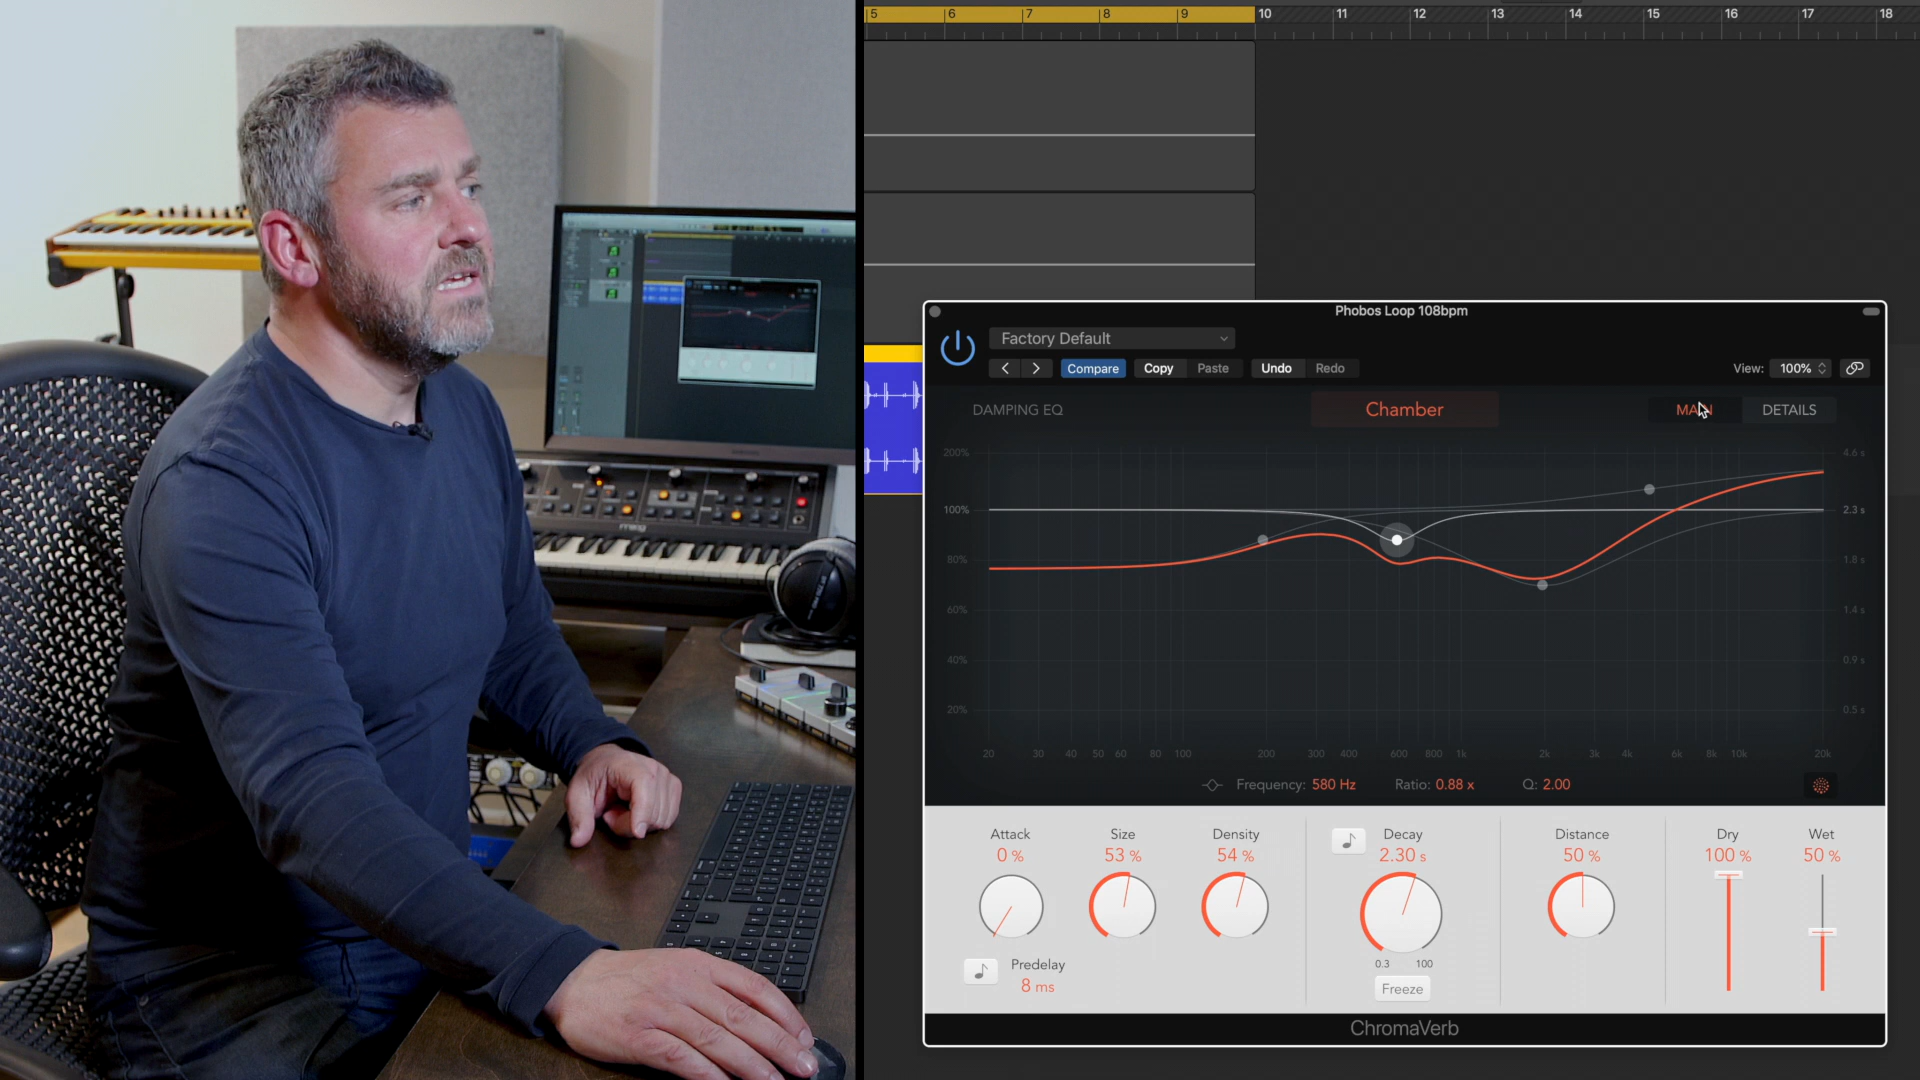 5 6 7 8 9 10 11 12 13 14 15 16 17 18
Phobos Loop 108bpm
Factory Default
Compare Copy Paste Undo Redo View: 100%
DAMPING EQ Chamber MAIN DETAILS
200% 4.6 s
100% 2.3 s
80% 1.8 s
60% 1.4 s
40% 0.9 s
20% 0.5 s
20 30 40 50 60 80 100 200 300 400 600 800 1k 2k 3k 4k 6k 8k 10k 20k
Frequency: 580 Hz Ratio: 0.88 x Q: 2.00
Attack Size Density Decay Distance Dry Wet
0 % 53 % 54 % 2.30 s 50 % 100 % 50 %
0.3 100
Predelay
8 ms
Freeze
ChromaVerb
moog